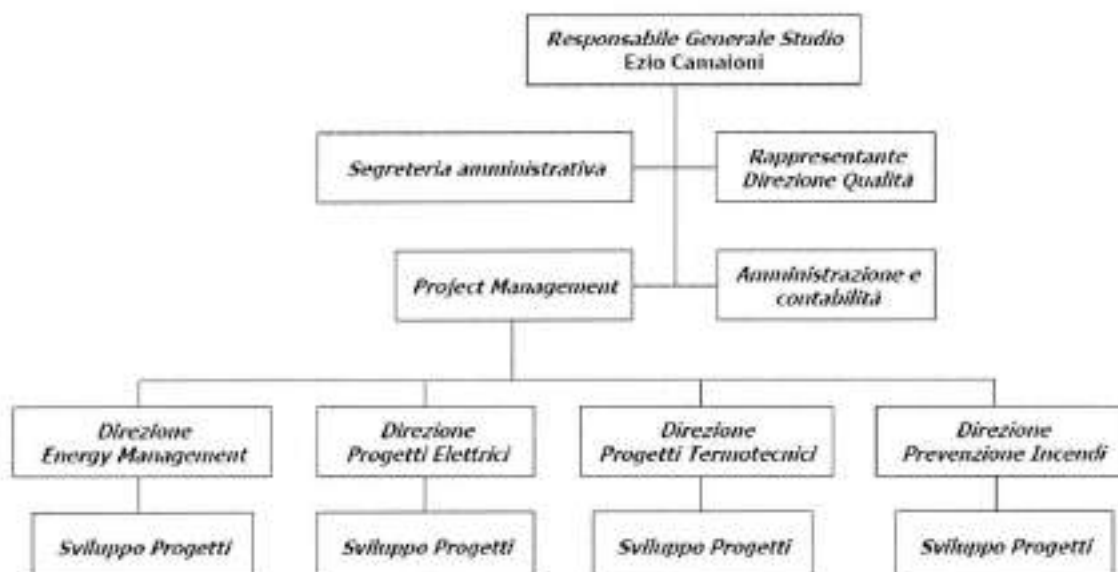 Responsabile Generale Studio
Ezio Camaioni
Segreteria amministrativa
Rappresentante
Direzione Qualità
Project Management
Amministrazione e
contabilità
Direzione
Energy Management
Direzione
Progetti Elettrici
Direzione
Progetti Termotecnici
Direzione
Prevenzione Incendi
Sviluppo Progetti
Sviluppo Progetti
Sviluppo Progetti
Sviluppo Progetti